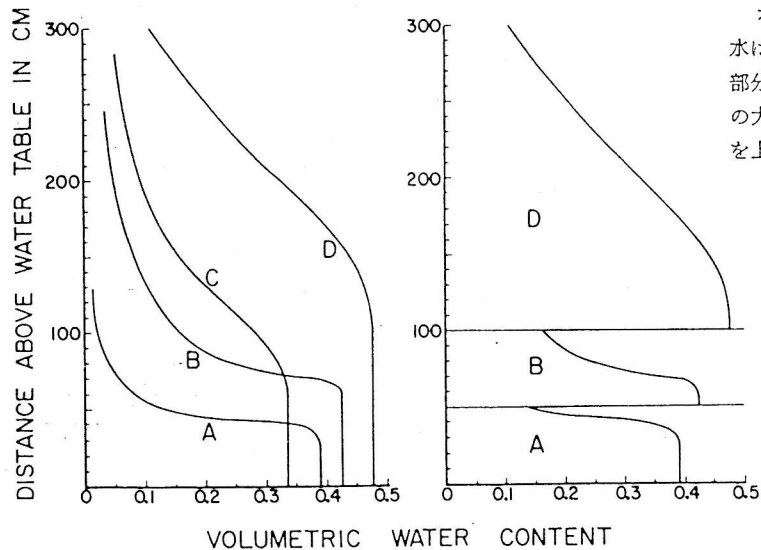 DISTANCE ABOVE WATER TABLE IN CM
300
200
100
0
0.1
0.2
0.3
0.4
0.5
A
B
C
D
300
200
100
0
0.1
0.2
0.3
0.4
0.5
D
B
A
VOLUMETRIC WATER CONTENT
水に
部分
の大
を上